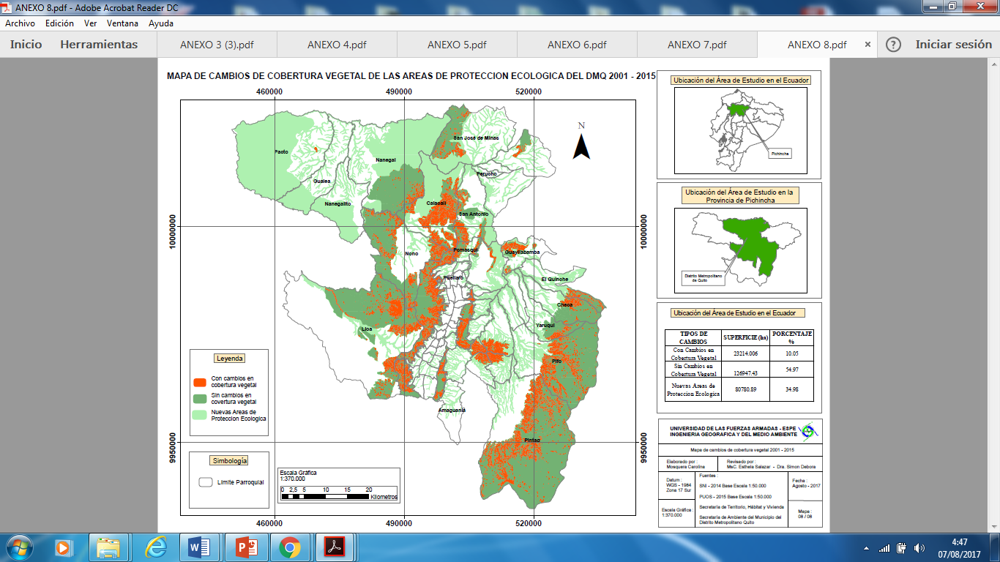 ANEXO 8.pdf - Adobe Acrobat Reader DC
Archivo Edición Ver Ventana Ayuda
Inicio Herramientas ANEXO 3 (3).pdf ANEXO 4.pdf ANEXO 5.pdf ANEXO 6.pdf ANEXO 7.pdf ANEXO 8.pdf × ? Iniciar sesión
MAPA DE CAMBIOS DE COBERTURA VEGETAL DE LAS AREAS DE PROTECCION ECOLOGICA DEL DMQ 2001 - 2015
460000 490000 520000
10000000
9950000
10000000
9950000
460000 490000 520000
N
San José de Minas
Pacto
Nanegal
Perucho
Gualea
Nanegalito
Calacali
San Antonio
Pomasqui
Guayllabamba
Nono
Puellaro
El Quinche
Checa
Yaruqui
Lloa
Pifo
Amaguaniá
Pintag
Leyenda
Con cambios en
cobertura vegetal
Sin cambios en
covertura vegetal
Nuevas Areas de
Proteccion Ecologica
Simbología
Límite Parroquial
Escala Gráfica
1:370.000
0 2,5 5 10 15 20
Kilometros
Ubicación del Área de Estudio en el Ecuador
Pichincha
Ubicación del Área de Estudio en la
Provincia de Pichincha
Distrito Metropolitano
de Quito
Ubicación del Área de Estudio en el Ecuador
TIPOS DE
CAMBIOS
SUPERFICIE (ha)
PORCENTAJE
%
Con Cambios en
Cobertura Vegetal
23214.006
10.05
Sin Cambios en
Cobertura Vegetal
126947.43
54.97
Nuevas Areas de
Proteccion Ecologica
80780.89
34.98
UNIVERSIDAD DE LAS FUERZAS ARMADAS - ESPE
INGENIERIA GEOGRAFICA Y DEL MEDIO AMBIENTE
Mapa de cambios de cobertura vegetal 2001 - 2015
Elaborado por :
Mosquera Carolina
Revisado por :
MsC. Esthela Salazar - Dra. Simon Debora
Datum :
WGS - 1984
Zona 17 Sur
Escala Gráfica :
1:370.000
Fuentes :
SNI - 2014 Base Escala 1:50.000
PUOS - 2015 Base Escala 1:50.000
Secretaría de Territorio, Hábitat y Vivienda
Secretaría de Ambiente del Municipio del
Distrito Metropolitano Quito
Fecha :
Agosto - 2017
Mapa :
08 / 08
4:47
07/08/2017